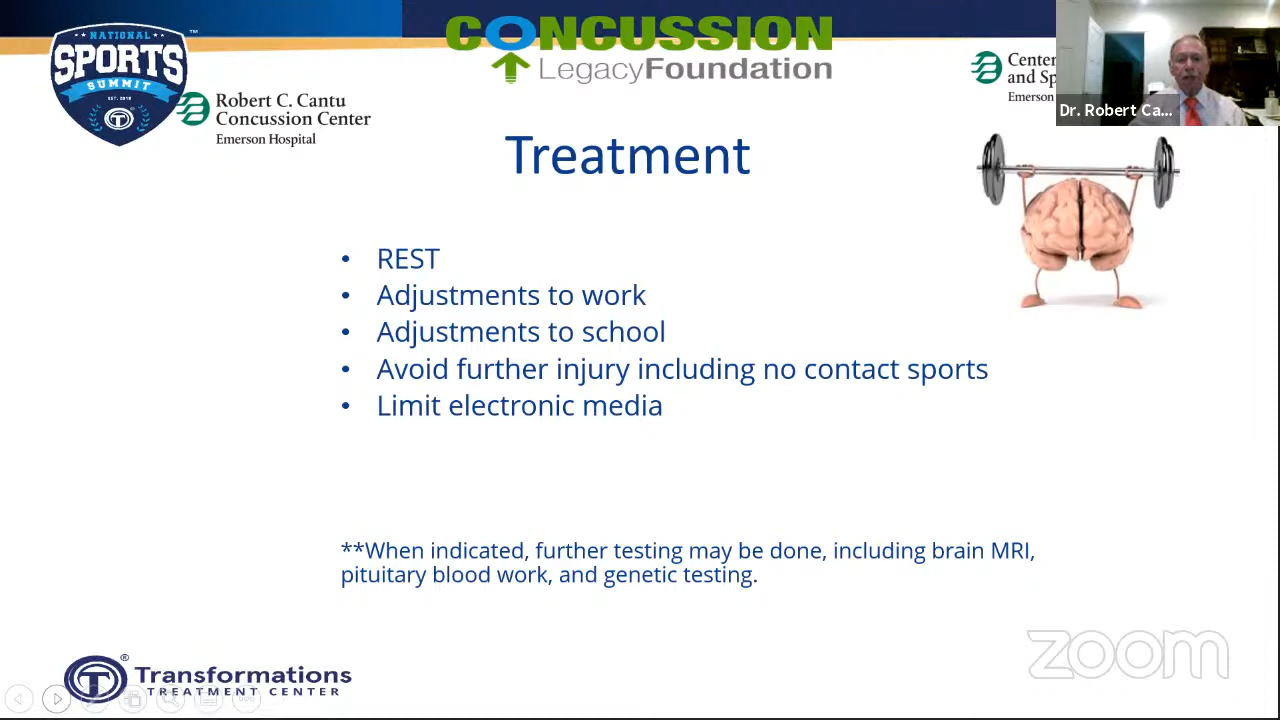 NATIONAL
SPORTS
SUMMIT
EST. 2018
TM
Robert C. Cantu
Concussion Center
Emerson Hospital
CONCUSSION
LegacyFoundation
Center
and Sp
Emerson
Dr. Robert Ca...
Treatment
• REST
• Adjustments to work
• Adjustments to school
• Avoid further injury including no contact sports
• Limit electronic media
**When indicated, further testing may be done, including brain MRI,
pituitary blood work, and genetic testing.
Transformations
TREATMENT CENTER
®
zoom